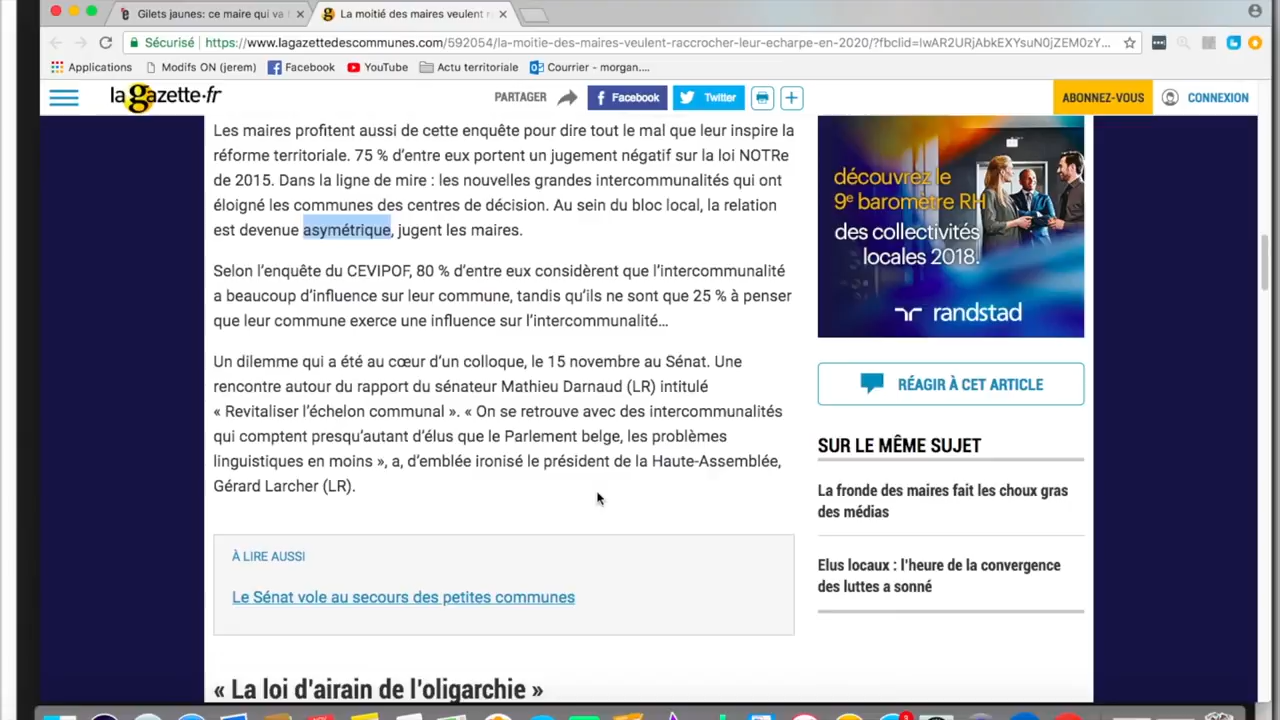 Gilets jaunes: ce maire qui va
La moitié des maires veulent
Sécurisé
https://www.lagazettedescommunes.com/592054/la-moitie-des-maires-veulent-raccrocher-leur-echarpe-en-2020/?fbclid=IwAR2URjAbkEXYsuN0jZEM0zY...
Applications
Modifs ON (jerem)
Facebook
YouTube
Actu territoriale
Courrier - morgan....
la gazette·fr
PARTAGER
Facebook
Twitter
ABONNEZ-VOUS
CONNEXION
Les maires profitent aussi de cette enquête pour dire tout le mal que leur inspire la
réforme territoriale. 75 % d’entre eux portent un jugement négatif sur la loi NOTRe
de 2015. Dans la ligne de mire : les nouvelles grandes intercommunalités qui ont
éloigné les communes des centres de décision. Au sein du bloc local, la relation
est devenue asymétrique, jugent les maires.
Selon l’enquête du CEVIPOF, 80 % d’entre eux considèrent que l’intercommunalité
a beaucoup d’influence sur leur commune, tandis qu’ils ne sont que 25 % à penser
que leur commune exerce une influence sur l’intercommunalité…
Un dilemme qui a été au cœur d’un colloque, le 15 novembre au Sénat. Une
rencontre autour du rapport du sénateur Mathieu Darnaud (LR) intitulé
« Revitaliser l’échelon communal ». « On se retrouve avec des intercommunalités
qui comptent presqu’autant d’élus que le Parlement belge, les problèmes
linguistiques en moins », a, d’emblée ironisé le président de la Haute-Assemblée,
Gérard Larcher (LR).
À LIRE AUSSI
Le Sénat vole au secours des petites communes
« La loi d’airain de l’oligarchie »
découvrez le
9e baromètre RH
des collectivités
locales 2018.
randstad
RÉAGIR À CET ARTICLE
SUR LE MÊME SUJET
La fronde des maires fait les choux gras
des médias
Elus locaux : l’heure de la convergence
des luttes a sonné